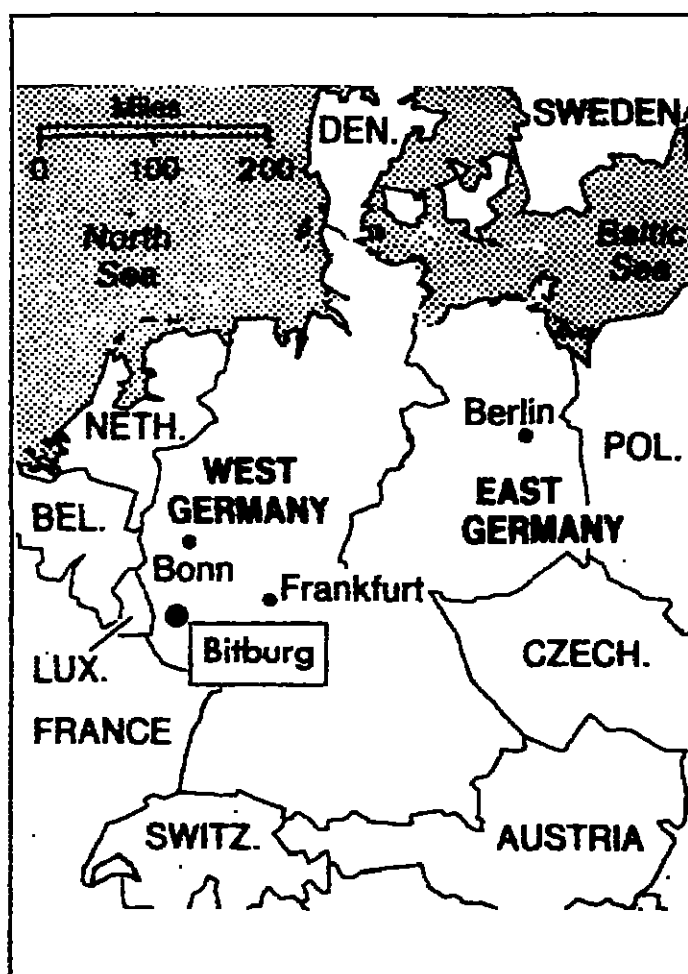 Miles
0 100 200
DEN.
SWEDEN
North
Sea
Baltic
Sea
NETH.
Berlin
POL.
WEST
GERMANY
EAST
GERMANY
BEL.
Bonn
Frankfurt
Bitburg
LUX.
CZECH.
FRANCE
SWITZ.
AUSTRIA